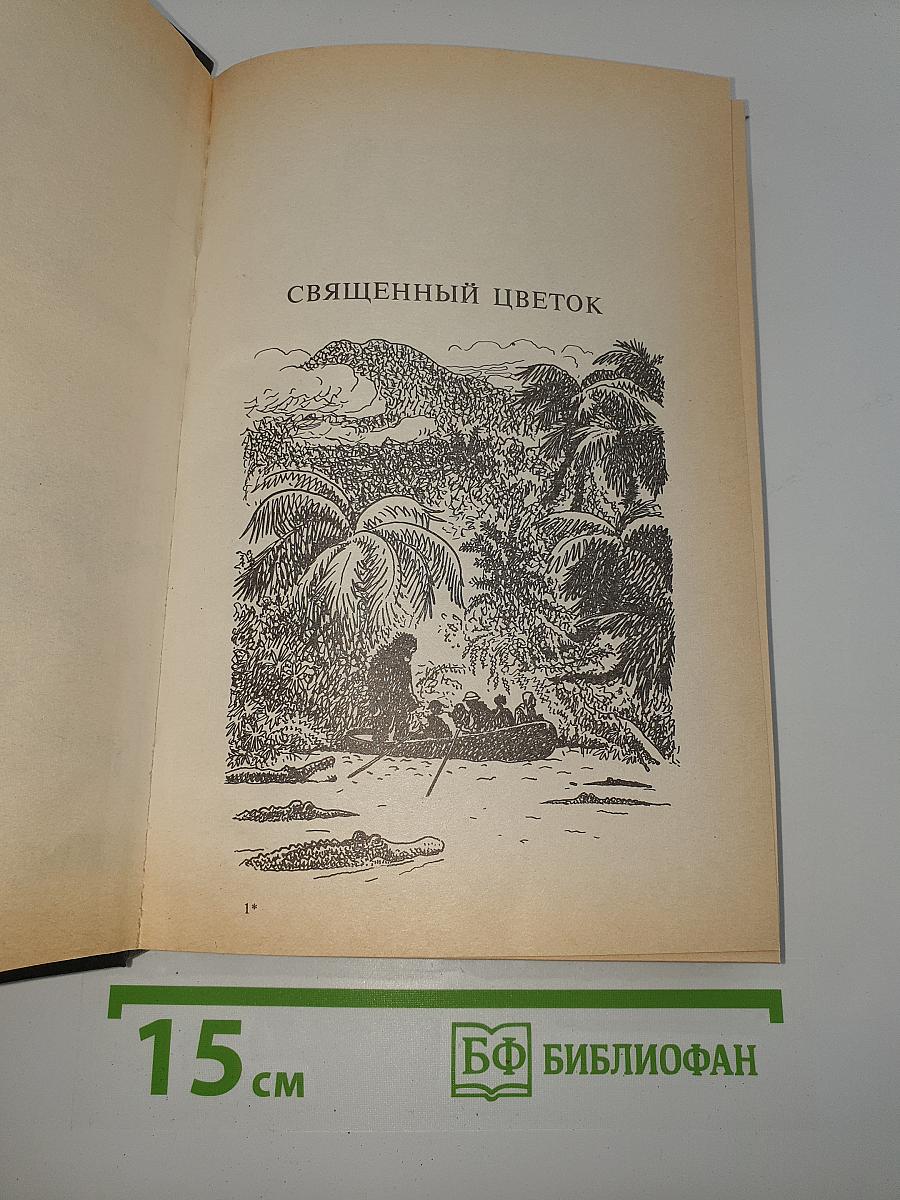 СВЯЩЕННЫЙ ЦВЕТОК
1*
15 см
БФ БИБЛИОФАН